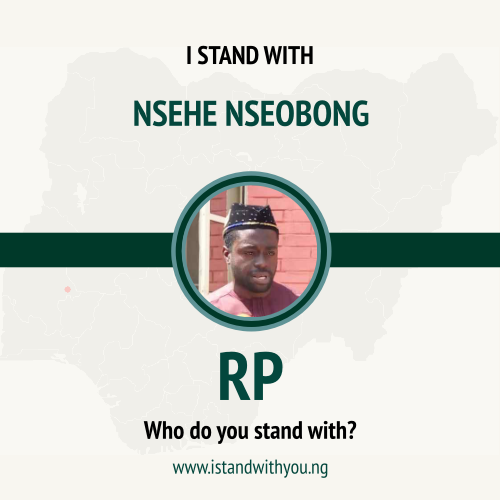 I STAND WITH
NSEHE NSEOBONG
RP
Who do you stand with?
www.istandwithyou.ng